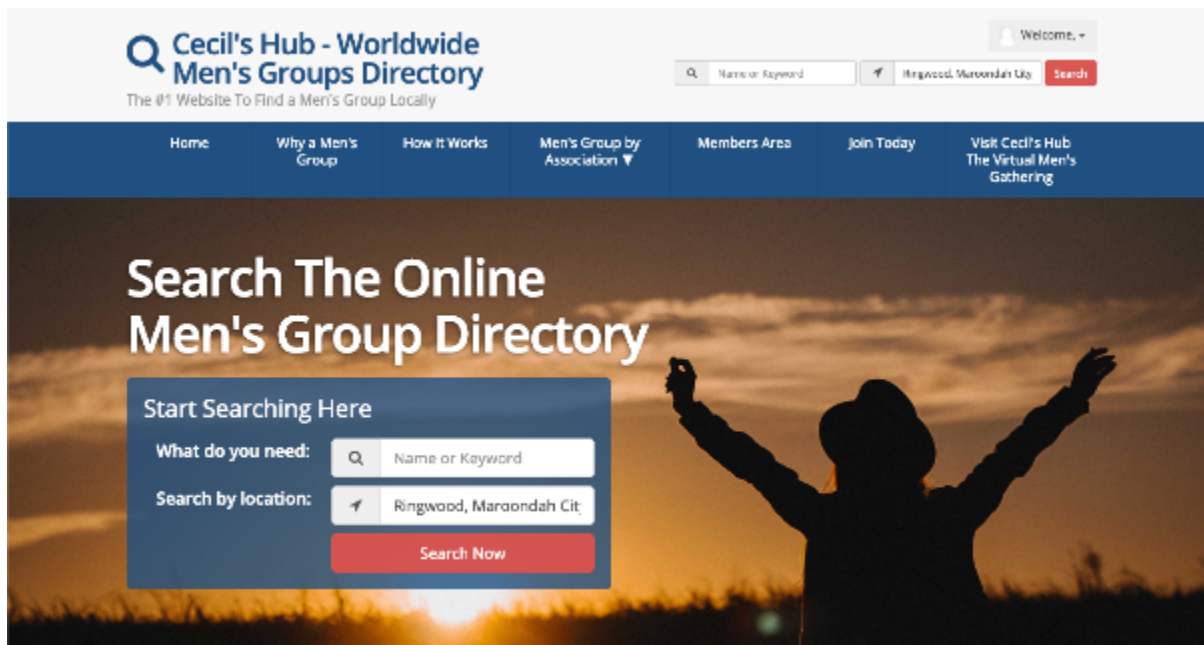 Cecil's Hub - Worldwide
Men's Groups Directory
The #1 Website To Find a Men's Group Locally
Welcome,
Name or Keyword
Ringwood, Maroondah City
Search
Home
Why a Men's
Group
How It Works
Men's Group by
Association ▼
Members Area
Join Today
Visit Cecil's Hub
The Virtual Men's
Gathering
Search The Online
Men's Group Directory
Start Searching Here
What do you need:
Name or Keyword
Search by location:
Ringwood, Maroondah Cit
Search Now